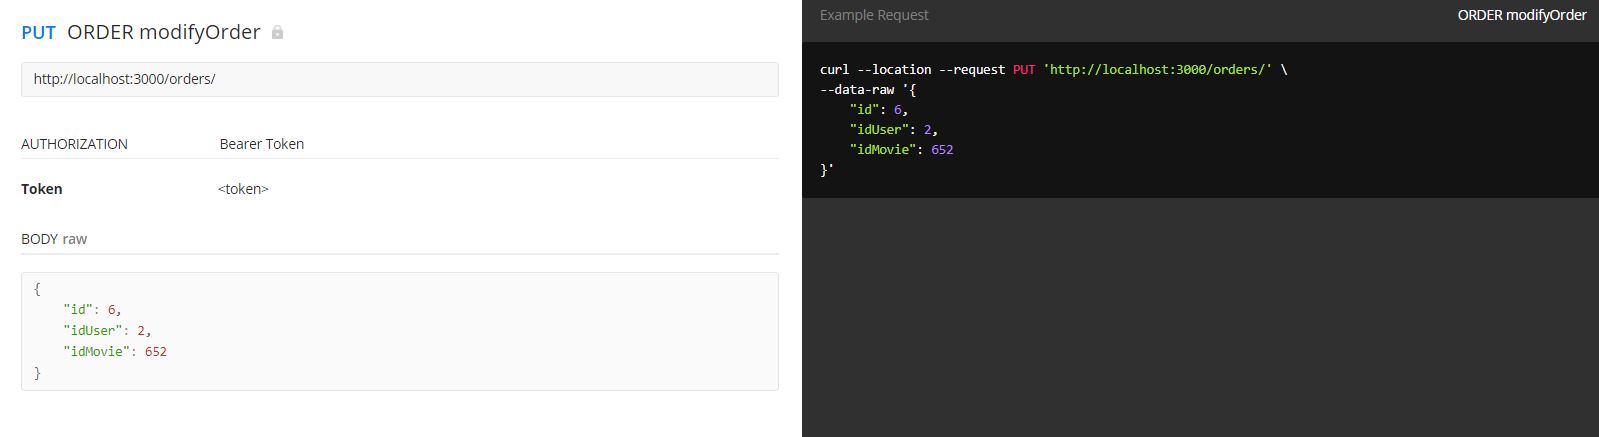 PUT ORDER modifyOrder
http://localhost:3000/orders/
AUTHORIZATION Bearer Token
Token <token>
BODY raw
{
    "id": 6,
    "idUser": 2,
    "idMovie": 652
}
Example Request ORDER modifyOrder
curl --location --request PUT 'http://localhost:3000/orders/' \
--data-raw '{
    "id": 6,
    "idUser": 2,
    "idMovie": 652
}'